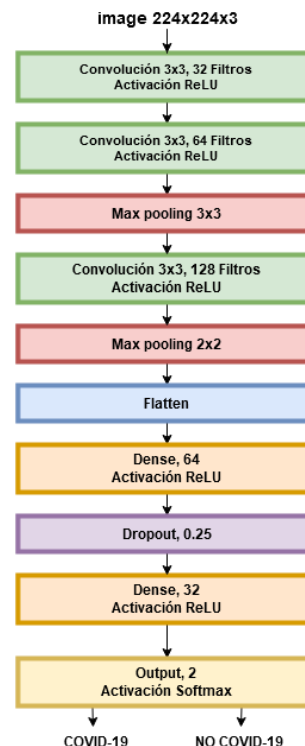 image 224x224x3
Convolución 3x3, 32 Filtros
Activación ReLU
Convolución 3x3, 64 Filtros
Activación ReLU
Max pooling 3x3
Convolución 3x3, 128 Filtros
Activación ReLU
Max pooling 2x2
Flatten
Dense, 64
Activación ReLU
Dropout, 0.25
Dense, 32
Activación ReLU
Output, 2
Activación Softmax
COVID-19 NO COVID-19